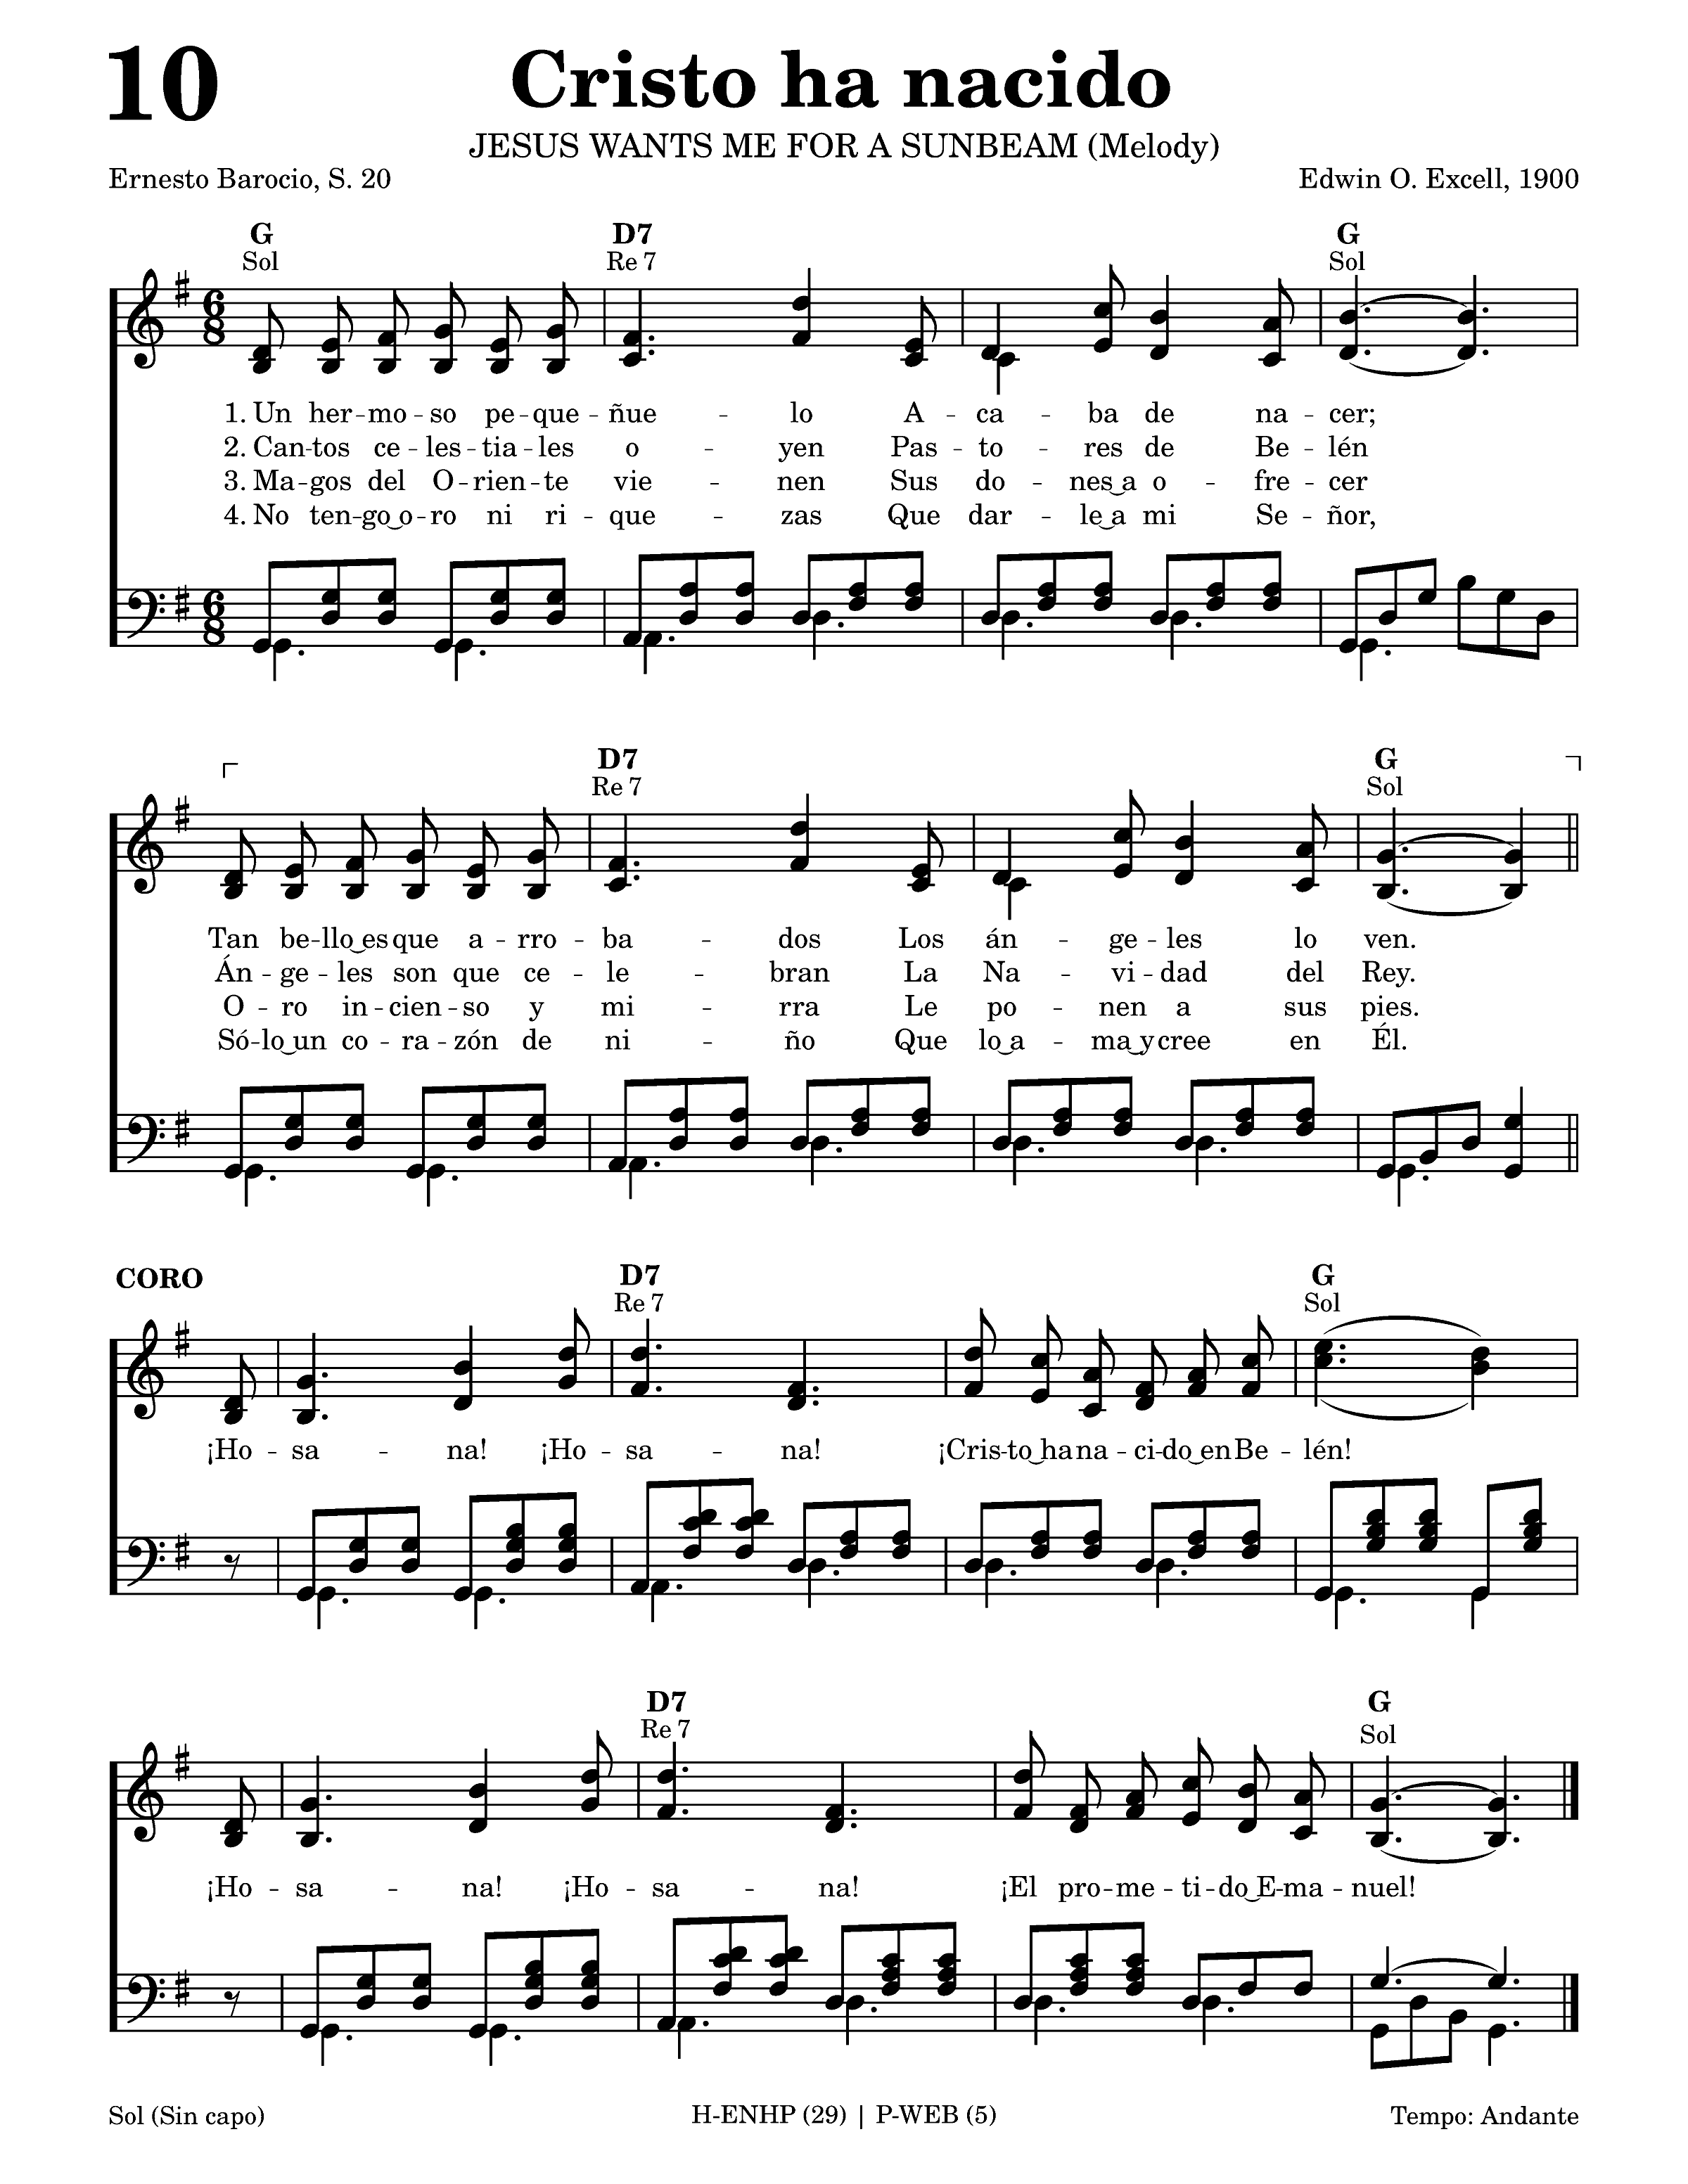 10
Cristo ha nacido
JESUS WANTS ME FOR A SUNBEAM (Melody)
Ernesto Barocio, S. 20 Edwin O. Excell, 1900
G D7 G
Sol Re 7 Sol
6 8
1. Un her – mo – so pe – que – ñue – lo A – ca – ba de na – cer;
2. Can – tos ce – les – tia – les o – yen Pas – to – res de Be – lén
3. Ma – gos del O – rien – te vie – nen Sus do – nes‿a o – fre – cer
4. No ten – go‿o – ro ni ri – que – zas Que dar – le‿a mi Se – ñor,
6 8
D7 G
Re 7 Sol
Tan be – llo‿es que a – rro – ba – dos Los án – ge – les lo ven.
Án – ge – les son que ce – le – bran La Na – vi – dad del Rey.
O – ro in – cien – so y mi – rra Le po – nen a sus pies.
Só – lo‿un co – ra – zón de ni – ño Que lo‿a – ma‿y cree en Él.
CORO D7 G
Re 7 Sol
¡Ho – sa – na! ¡Ho – sa – na! ¡Cris – to‿ha na – ci – do‿en Be – lén!
D7 G
Re 7 Sol
¡Ho – sa – na! ¡Ho – sa – na! ¡El pro – me – ti – do‿E – ma – nuel!
Sol (Sin capo) H-ENHP (29) | P-WEB (5) Tempo: Andante